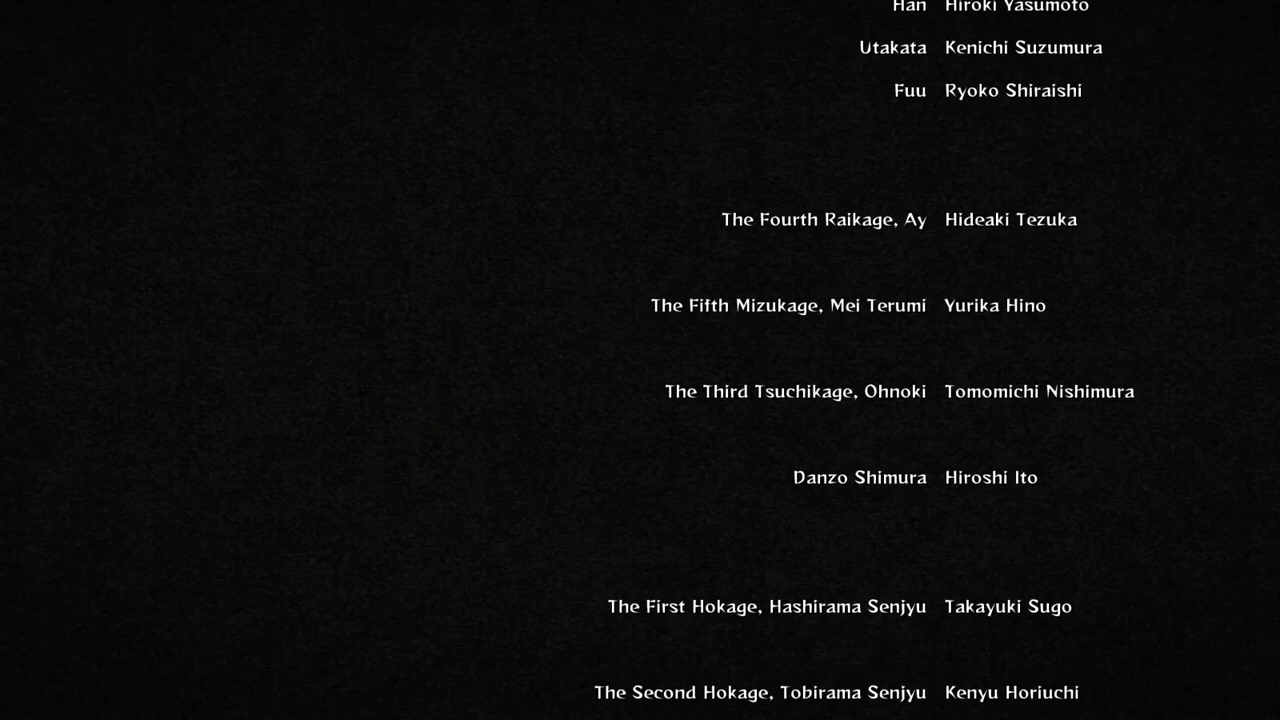 Han Hiroki Yasumoto
Utakata Kenichi Suzumura
Fuu Ryoko Shiraishi
The Fourth Raikage, Ay Hideaki Tezuka
The Fifth Mizukage, Mei Terumi Yurika Hino
The Third Tsuchikage, Ohnoki Tomomichi Nishimura
Danzo Shimura Hiroshi Ito
The First Hokage, Hashirama Senjyu Takayuki Sugo
The Second Hokage, Tobirama Senjyu Kenyu Horiuchi